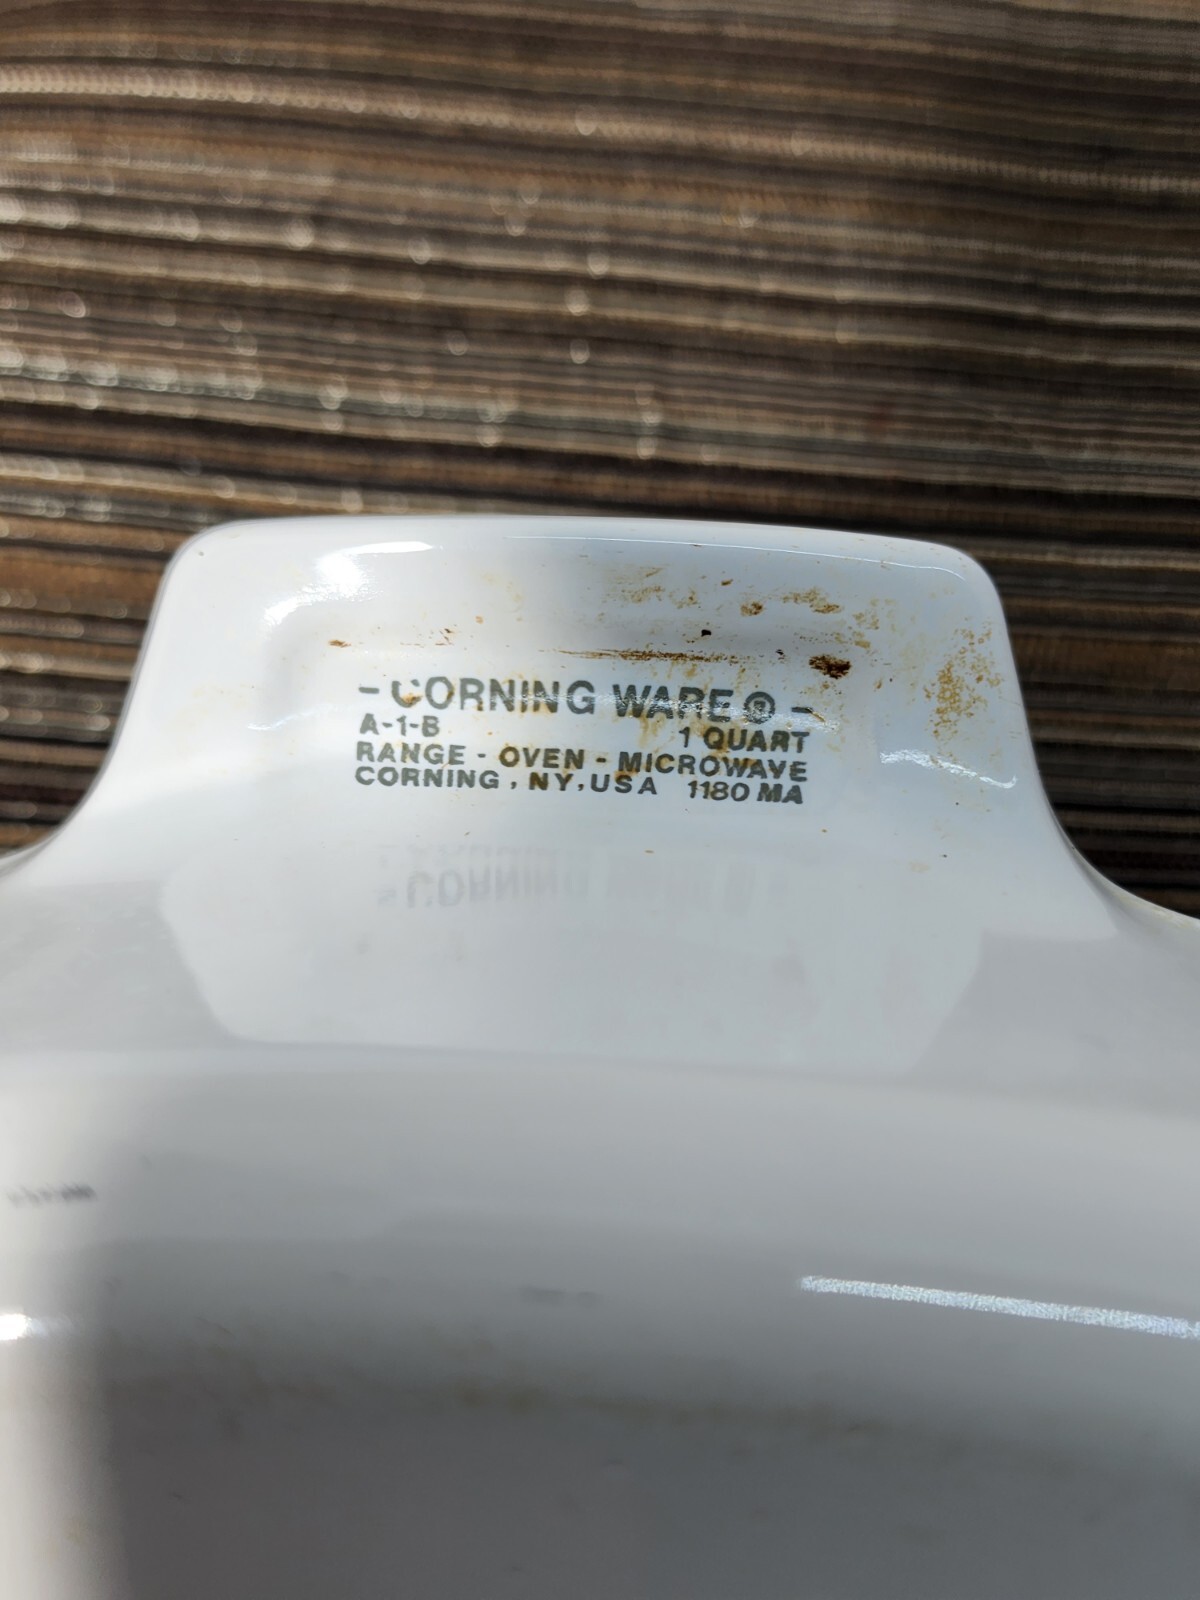 - CORNING WARE ® -
A-1-B 1 QUART
RANGE - OVEN - MICROWAVE
CORNING, NY, USA 1180 MA